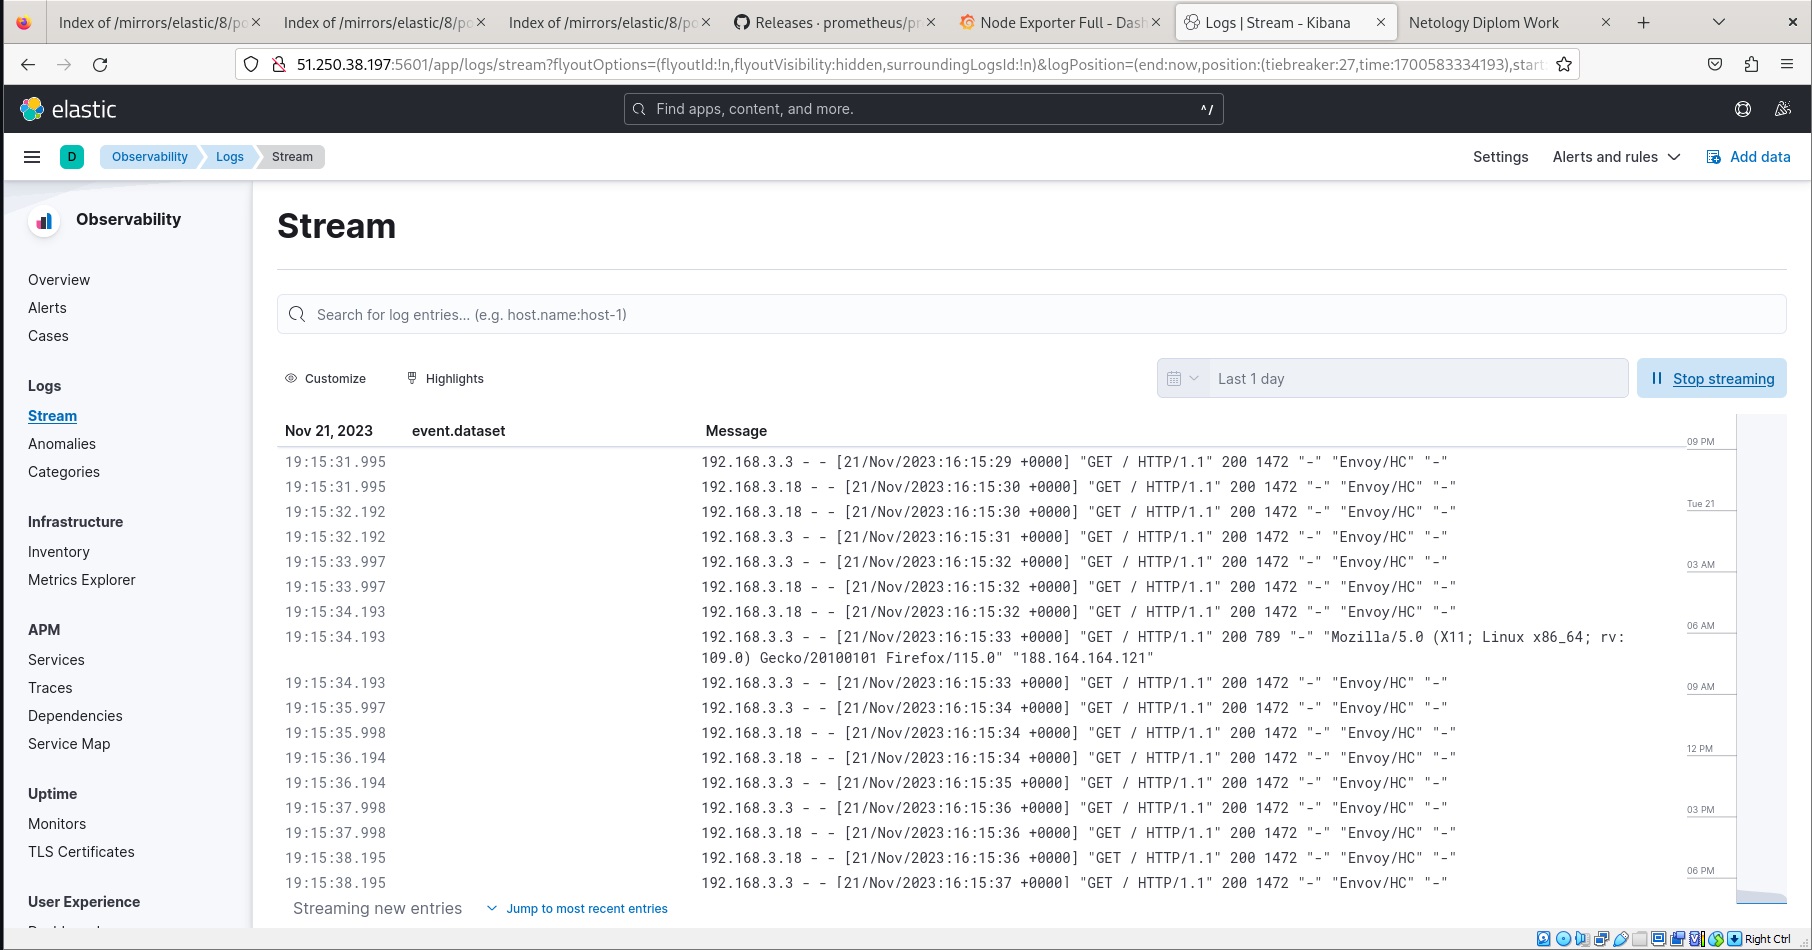 Index of /mirrors/elastic/8/po
Index of /mirrors/elastic/8/po
Index of /mirrors/elastic/8/po
Releases · prometheus/pr
Node Exporter Full - Dash
Logs | Stream - Kibana
Netology Diplom Work
51.250.38.197:5601/app/logs/stream?flyoutOptions=(flyoutId:!n,flyoutVisibility:hidden,surroundingLogsId:!n)&logPosition=(end:now,position:(tiebreaker:27,time:1700583334193),start:
elastic
Find apps, content, and more.
^/
D
Observability
Logs
Stream
Settings
Alerts and rules
Add data
Observability
Overview
Alerts
Cases
Logs
Stream
Anomalies
Categories
Infrastructure
Inventory
Metrics Explorer
APM
Services
Traces
Dependencies
Service Map
Uptime
Monitors
TLS Certificates
User Experience
Stream
Search for log entries... (e.g. host.name:host-1)
Customize
Highlights
Last 1 day
Stop streaming
Nov 21, 2023 event.dataset Message
19:15:31.995 192.168.3.3 - - [21/Nov/2023:16:15:29 +0000] "GET / HTTP/1.1" 200 1472 "-" "Envoy/HC" "-"
19:15:31.995 192.168.3.18 - - [21/Nov/2023:16:15:30 +0000] "GET / HTTP/1.1" 200 1472 "-" "Envoy/HC" "-"
19:15:32.192 192.168.3.18 - - [21/Nov/2023:16:15:30 +0000] "GET / HTTP/1.1" 200 1472 "-" "Envoy/HC" "-"
19:15:32.192 192.168.3.3 - - [21/Nov/2023:16:15:31 +0000] "GET / HTTP/1.1" 200 1472 "-" "Envoy/HC" "-"
19:15:33.997 192.168.3.3 - - [21/Nov/2023:16:15:32 +0000] "GET / HTTP/1.1" 200 1472 "-" "Envoy/HC" "-"
19:15:33.997 192.168.3.18 - - [21/Nov/2023:16:15:32 +0000] "GET / HTTP/1.1" 200 1472 "-" "Envoy/HC" "-"
19:15:34.193 192.168.3.18 - - [21/Nov/2023:16:15:32 +0000] "GET / HTTP/1.1" 200 1472 "-" "Envoy/HC" "-"
19:15:34.193 192.168.3.3 - - [21/Nov/2023:16:15:33 +0000] "GET / HTTP/1.1" 200 789 "-" "Mozilla/5.0 (X11; Linux x86_64; rv:
109.0) Gecko/20100101 Firefox/115.0" "188.164.164.121"
19:15:34.193 192.168.3.3 - - [21/Nov/2023:16:15:33 +0000] "GET / HTTP/1.1" 200 1472 "-" "Envoy/HC" "-"
19:15:35.997 192.168.3.3 - - [21/Nov/2023:16:15:34 +0000] "GET / HTTP/1.1" 200 1472 "-" "Envoy/HC" "-"
19:15:35.998 192.168.3.18 - - [21/Nov/2023:16:15:34 +0000] "GET / HTTP/1.1" 200 1472 "-" "Envoy/HC" "-"
19:15:36.194 192.168.3.18 - - [21/Nov/2023:16:15:34 +0000] "GET / HTTP/1.1" 200 1472 "-" "Envoy/HC" "-"
19:15:36.194 192.168.3.3 - - [21/Nov/2023:16:15:35 +0000] "GET / HTTP/1.1" 200 1472 "-" "Envoy/HC" "-"
19:15:37.998 192.168.3.3 - - [21/Nov/2023:16:15:36 +0000] "GET / HTTP/1.1" 200 1472 "-" "Envoy/HC" "-"
19:15:37.998 192.168.3.18 - - [21/Nov/2023:16:15:36 +0000] "GET / HTTP/1.1" 200 1472 "-" "Envoy/HC" "-"
19:15:38.195 192.168.3.18 - - [21/Nov/2023:16:15:36 +0000] "GET / HTTP/1.1" 200 1472 "-" "Envoy/HC" "-"
19:15:38.195 192.168.3.3 - - [21/Nov/2023:16:15:37 +0000] "GET / HTTP/1.1" 200 1472 "-" "Envoy/HC" "-"
Streaming new entries
Jump to most recent entries
09 PM
Tue 21
03 AM
06 AM
09 AM
12 PM
03 PM
06 PM
Right Ctrl